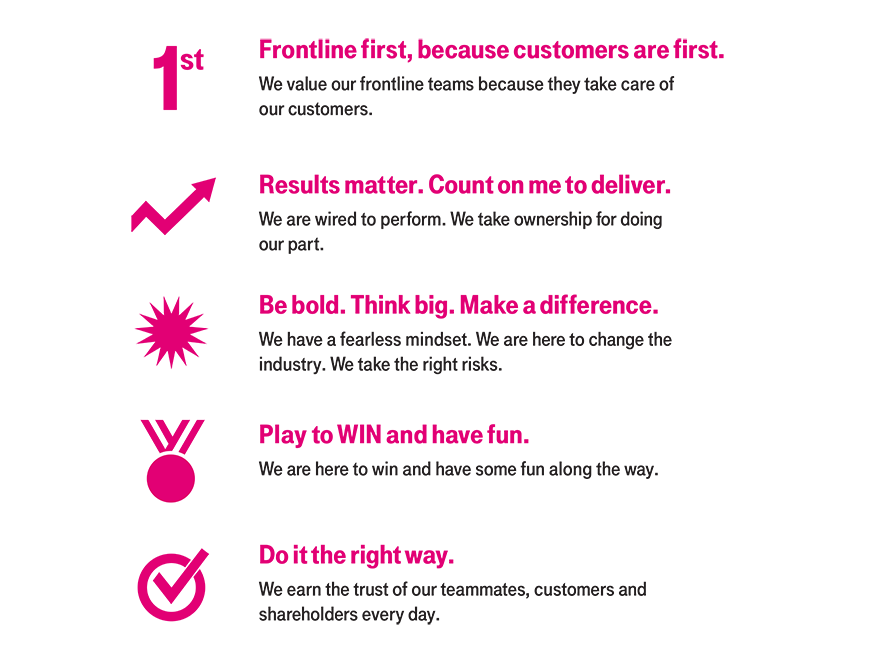 1st
Frontline first, because customers are first.
We value our frontline teams because they take care of
our customers.
Results matter. Count on me to deliver.
We are wired to perform. We take ownership for doing
our part.
Be bold. Think big. Make a difference.
We have a fearless mindset. We are here to change the
industry. We take the right risks.
Play to WIN and have fun.
We are here to win and have some fun along the way.
Do it the right way.
We earn the trust of our teammates, customers and
shareholders every day.